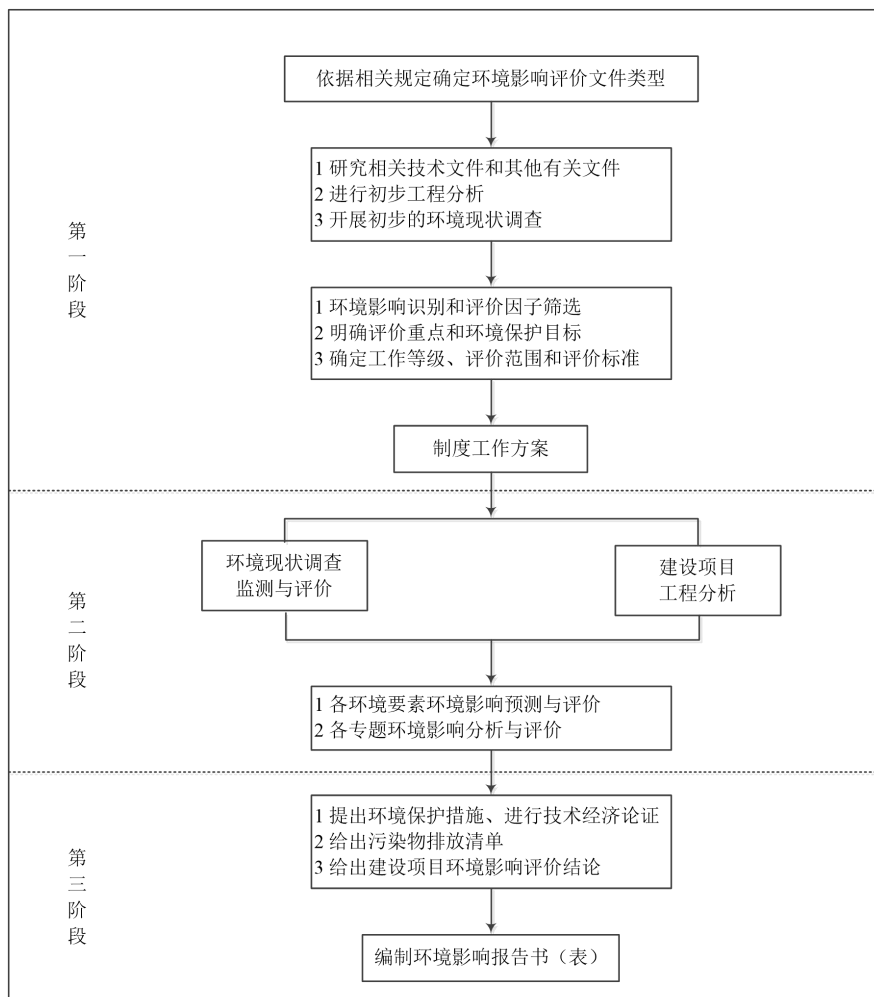 依据相关规定确定环境影响评价文件类型
1 研究相关技术文件和其他有关文件
2 进行初步工程分析
3 开展初步的环境现状调查
第一阶段
1 环境影响识别和评价因子筛选
2 明确评价重点和环境保护目标
3 确定工作等级、评价范围和评价标准
制度工作方案
环境现状调查
监测与评价
建设项目
工程分析
第二阶段
1 各环境要素环境影响预测与评价
2 各专题环境影响分析与评价
1 提出环境保护措施、进行技术经济论证
2 给出污染物排放清单
3 给出建设项目环境影响评价结论
第三阶段
编制环境影响报告书（表）